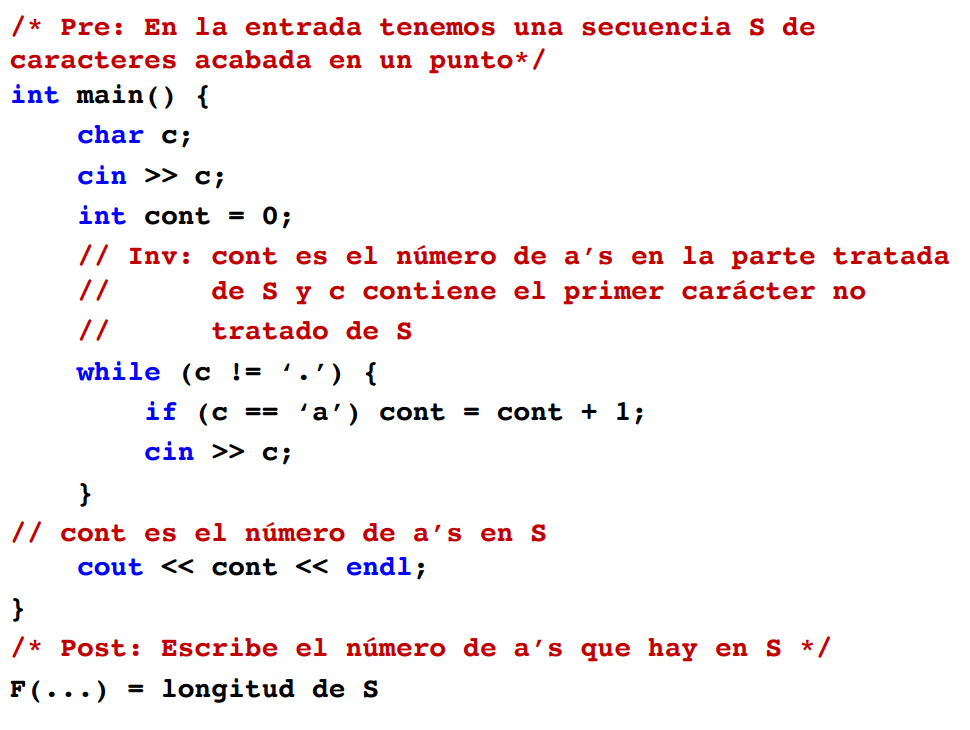 /* Pre: En la entrada tenemos una secuencia S de
caracteres acabada en un punto*/
int main() {
char c;
cin >> c;
int cont = 0;
// Inv: cont es el número de a’s en la parte tratada
// de S y c contiene el primer carácter no
// tratado de S
while (c != ‘.’) {
if (c == ‘a’) cont = cont + 1;
cin >> c;
}
// cont es el número de a’s en S
cout << cont << endl;
}
/* Post: Escribe el número de a’s que hay en S */
F(...) = longitud de S